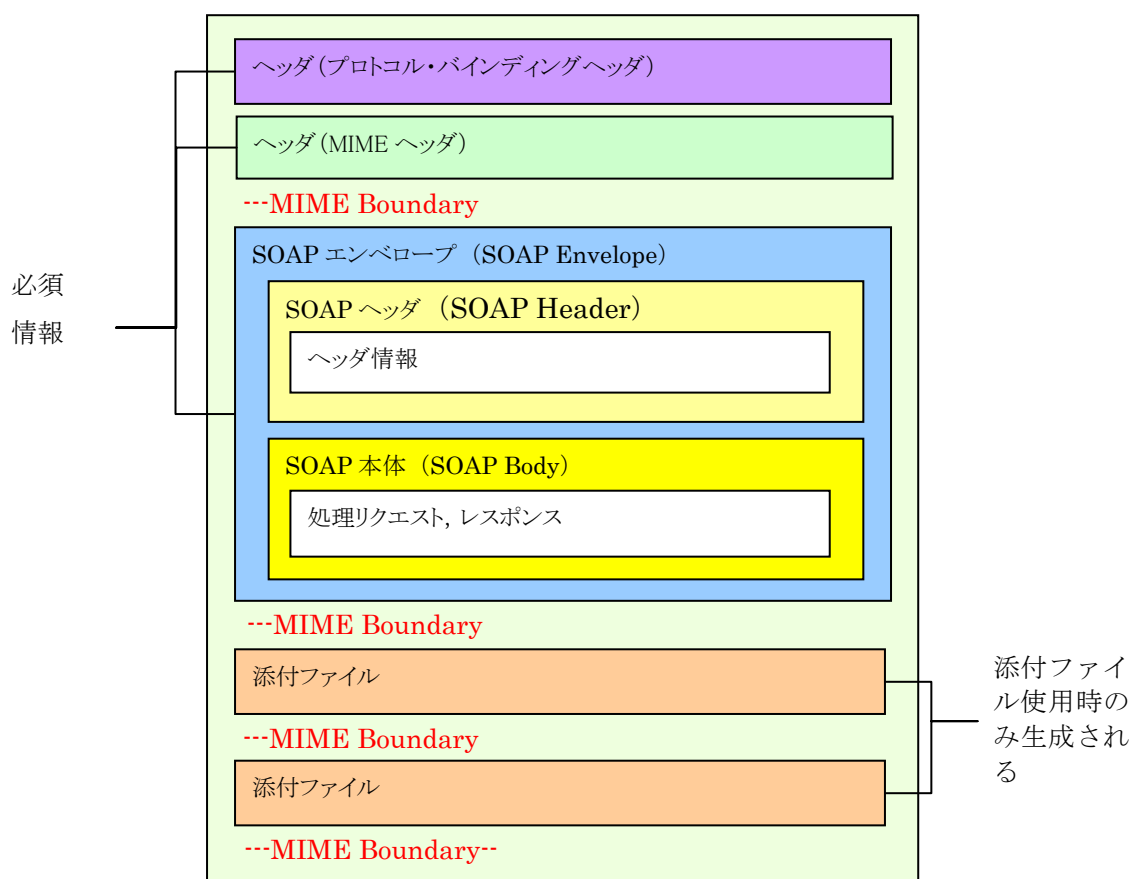 ヘッダ(プロトコル・バインディングヘッダ)
ヘッダ(MIME ヘッダ)
---MIME Boundary
SOAP エンベロープ (SOAP Envelope)
SOAP ヘッダ (SOAP Header)
ヘッダ情報
SOAP 本体 (SOAP Body)
処理リクエスト, レスポンス
---MIME Boundary
添付ファイル
---MIME Boundary
添付ファイル
---MIME Boundary--
必須
情報
添付ファイ
ル使用時の
み生成され
る